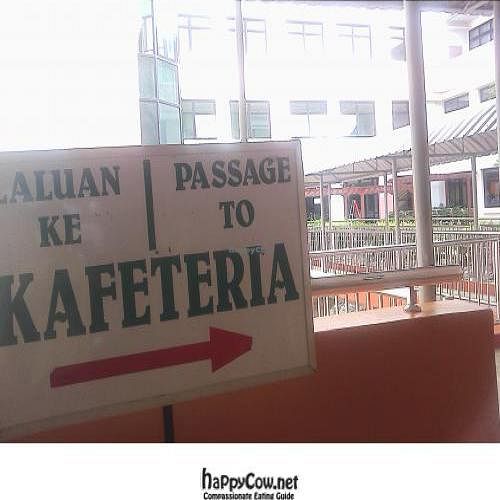 LALUAN
KE
PASSAGE
TO
KAFETERIA
HappyCow.net
Compassionate Eating Guide